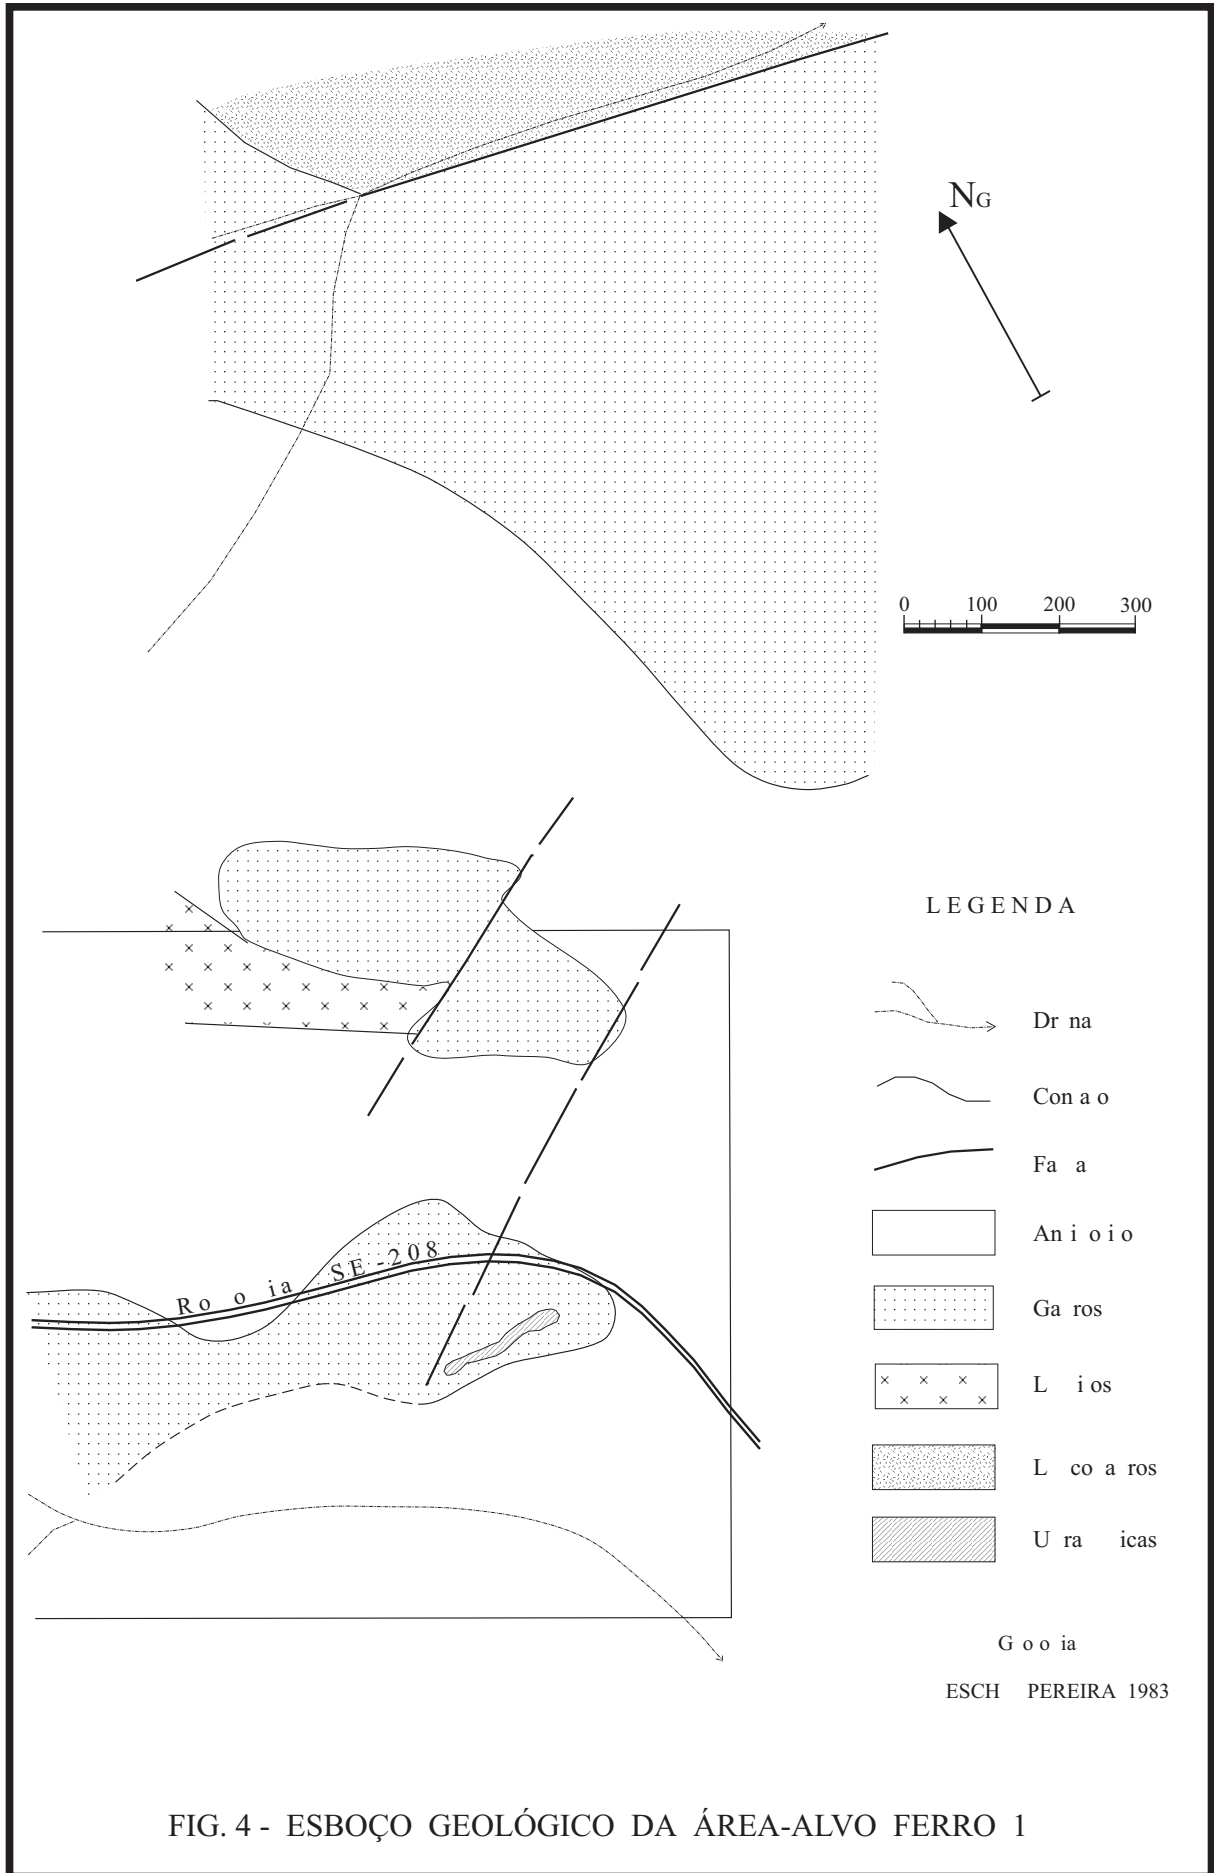 NG
0 100 200 300
LEGENDA
Dr na
Con a o
Fa a
An i o i o
Ga ros
L i os
L co a ros
U ra icas
Ro o ia SE-208
G o o ia
ESCH PEREIRA 1983
FIG. 4 - ESBOÇO GEOLÓGICO DA ÁREA-ALVO FERRO 1